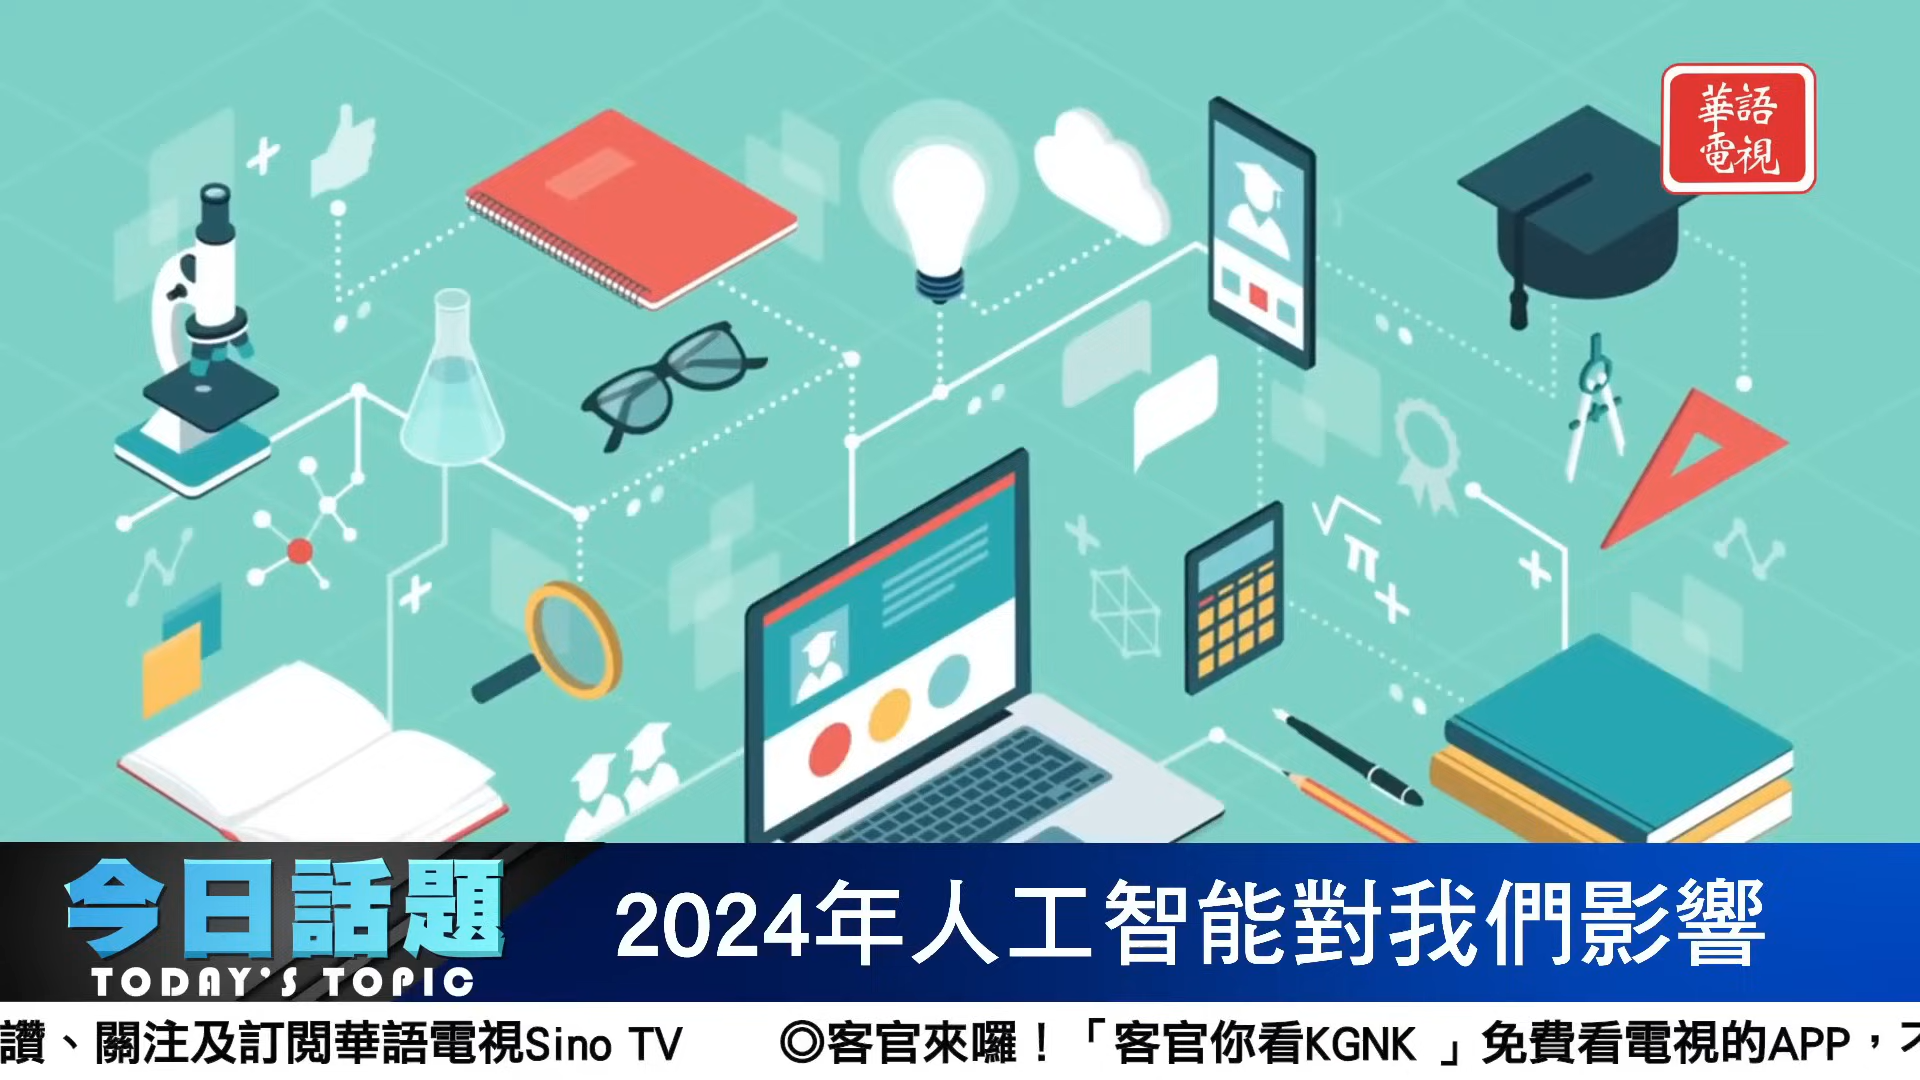 華語
電視
√π
今日話題
TODAY'S TOPIC
2024年人工智能對我們影響
讚、關注及訂閲華語電視Sino TV ◎客官來囉！「客官你看KGNK 」免費看電視的APP，